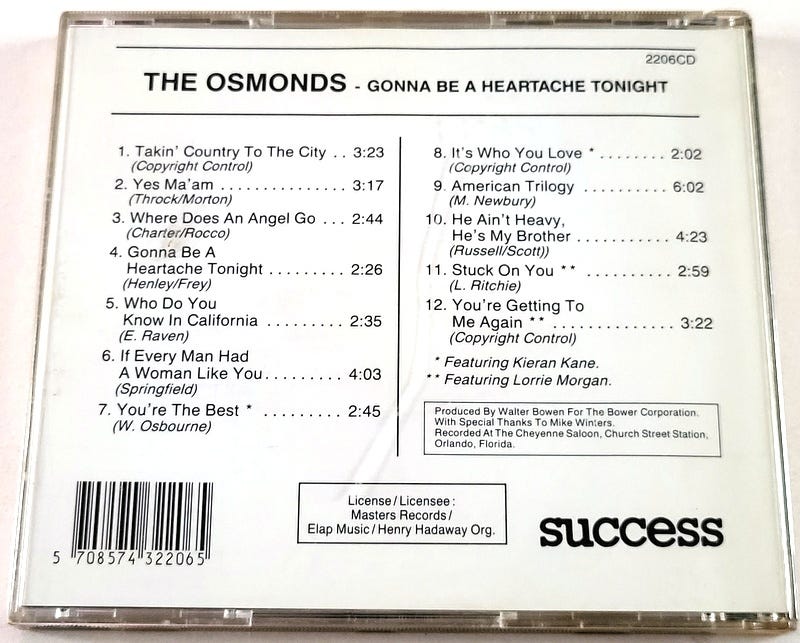 2206CD
THE OSMONDS - GONNA BE A HEARTACHE TONIGHT
1. Takin' Country To The City . . 3:23
(Copyright Control)
2. Yes Ma'am . . . . . . . . . . . . . . . 3:17
(Throck/Morton)
3. Where Does An Angel Go . . . 2:44
(Charter/Rocco)
4. Gonna Be A
Heartache Tonight . . . . . . . . . 2:26
(Henley/Frey)
5. Who Do You
Know In California . . . . . . . . . 2:35
(E. Raven)
6. If Every Man Had
A Woman Like You. . . . . . . . . 4:03
(Springfield)
7. You're The Best * . . . . . . . . . 2:45
(W. Osbourne)
8. It's Who You Love * . . . . . . . . 2:02
(Copyright Control)
9. American Trilogy . . . . . . . . . . 6:02
(M. Newbury)
10. He Ain't Heavy,
He's My Brother . . . . . . . . . . . 4:23
(Russell/Scott))
11. Stuck On You ** . . . . . . . . . 2:59
(L. Ritchie)
12. You're Getting To
Me Again ** . . . . . . . . . . . . . 3:22
(Copyright Control)
* Featuring Kieran Kane.
** Featuring Lorrie Morgan.
Produced By Walter Bowen For The Bower Corporation.
With Special Thanks To Mike Winters.
Recorded At The Cheyenne Saloon, Church Street Station,
Orlando, Florida.
License / Licensee :
Masters Records /
Elap Music / Henry Hadaway Org.
success
5 708574 322065